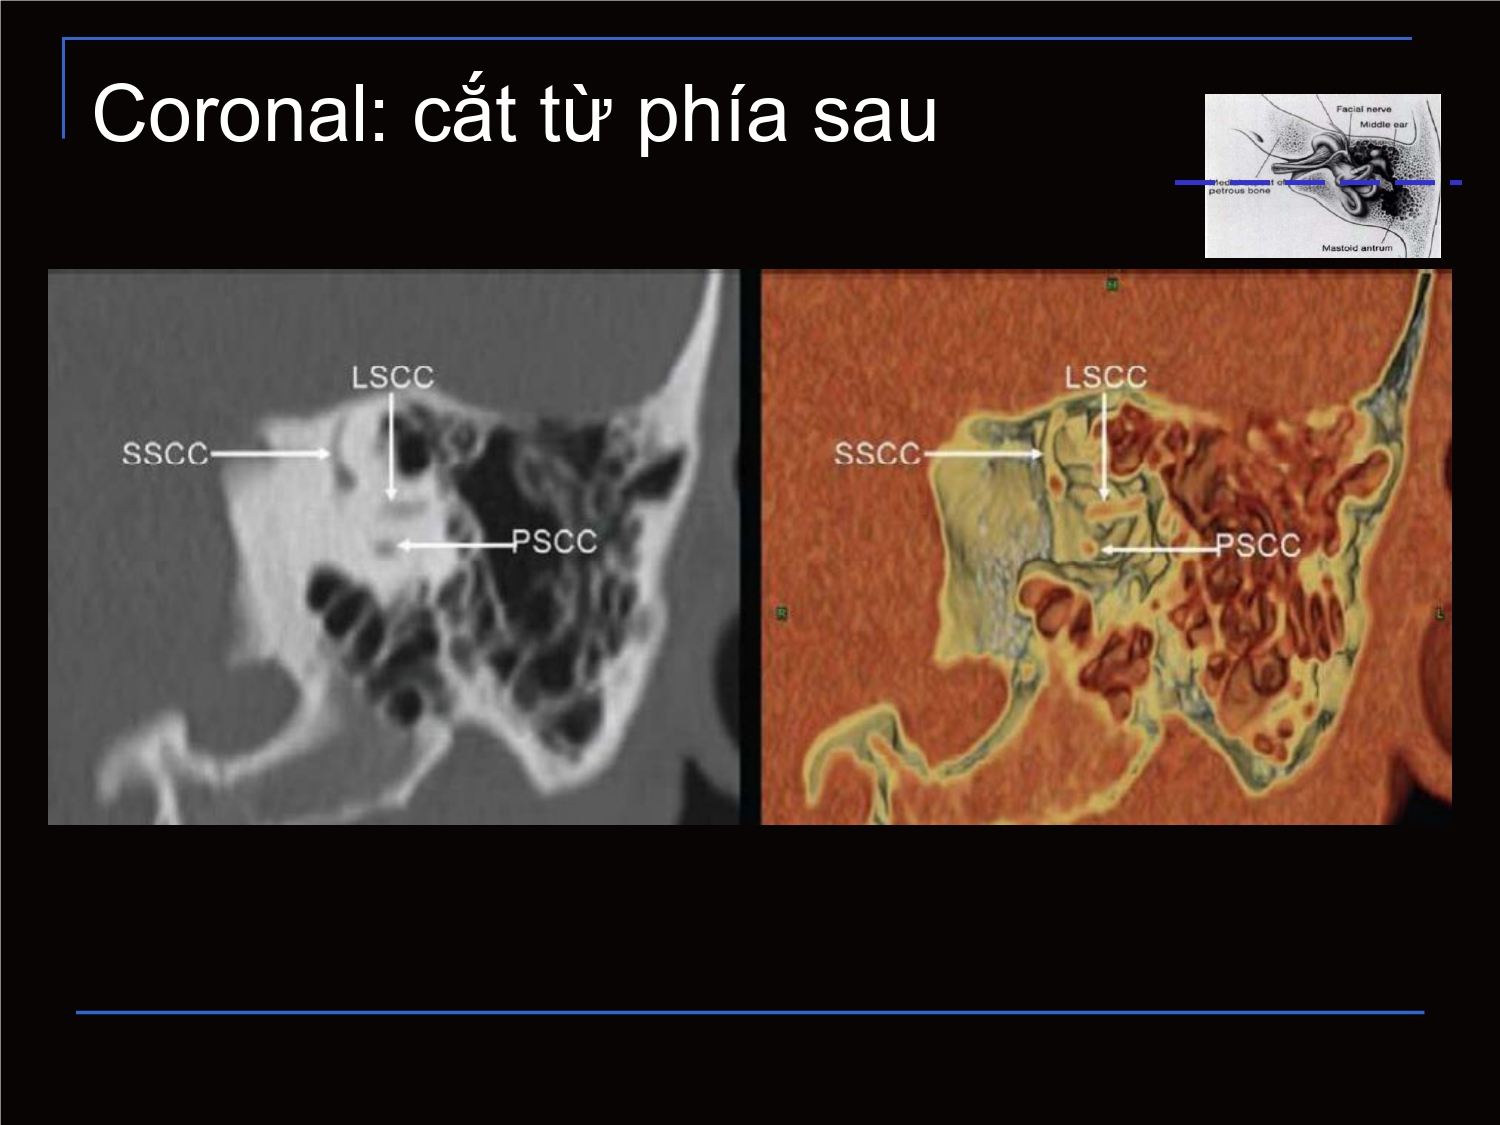 Coronal: cắt từ phía sau
Facial nerve
Middle ear
petrous bone
Mastoid antrum
LSCC
SSCC
PSCC
H
LSCC
SSCC
PSCC
R
L